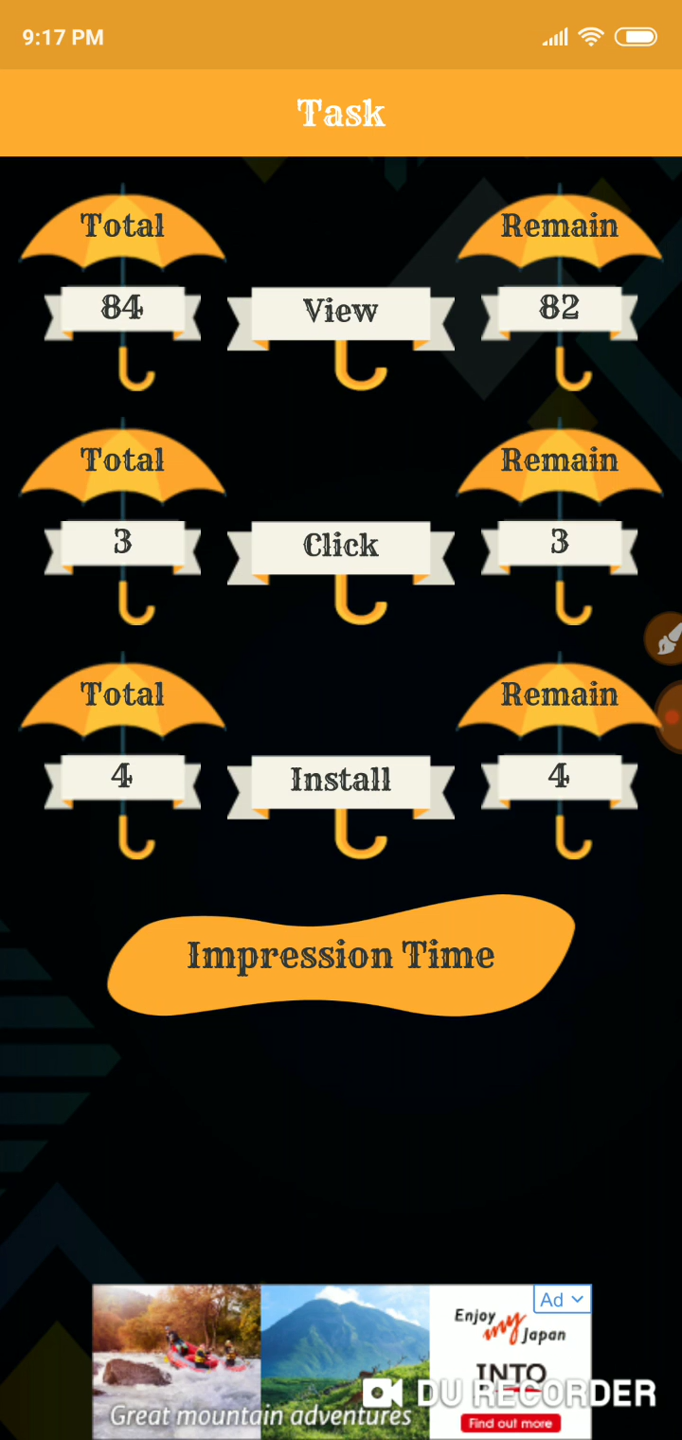 9:17 PM
Task
Total
Remain
84
View
82
Total
Remain
3
Click
3
Total
Remain
4
Install
4
Impression Time
Ad
Enjoy
my
Japan
INTO
DU RECORDER
Great mountain adventures
Find out more